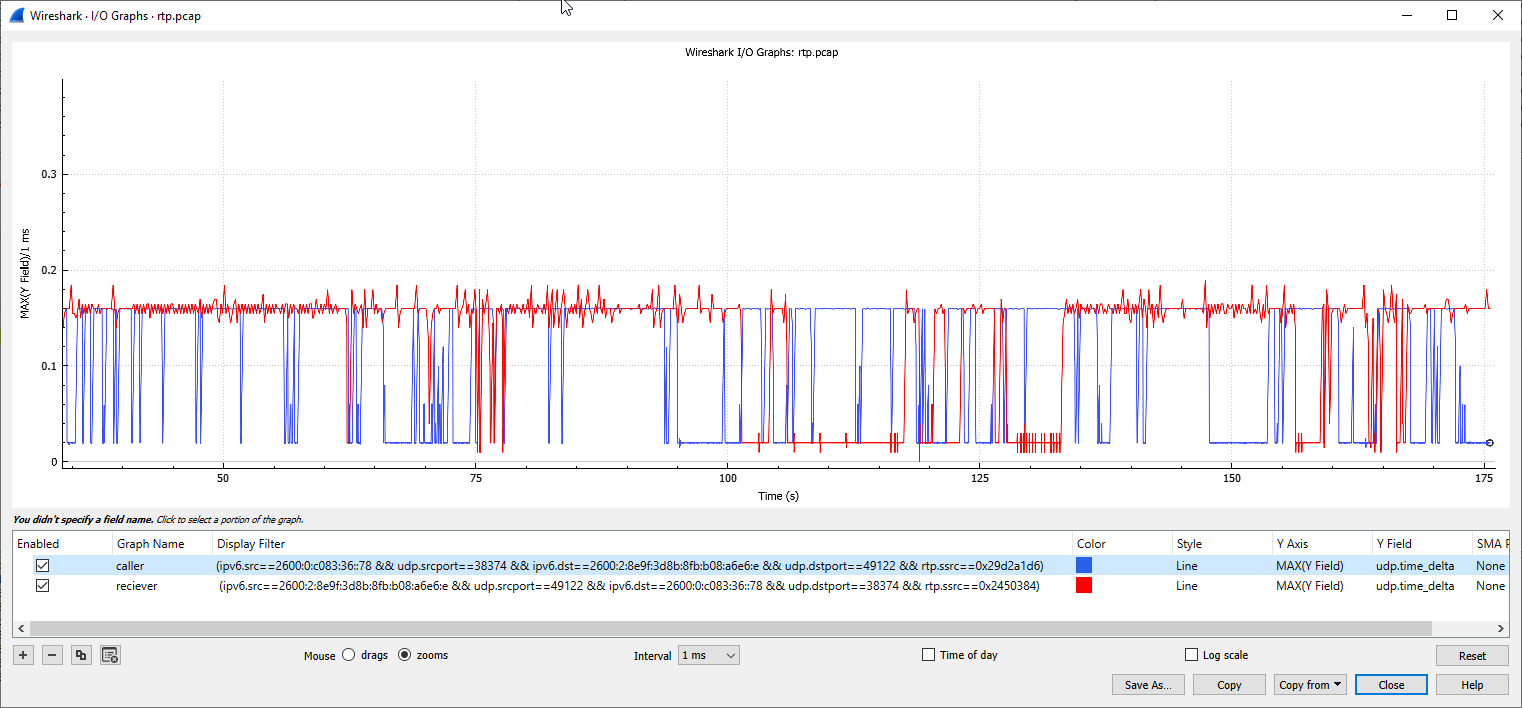 Wireshark · I/O Graphs · rtp.pcap
Wireshark I/O Graphs: rtp.pcap
MAX(Y Field)/1 ms
0.3
0.2
0.1
0
50 75 100 125 150 175
Time (s)
You didn't specify a field name. Click to select a portion of the graph.
Enabled Graph Name Display Filter Color Style Y Axis Y Field SMA P
caller (ipv6.src==2600:0:c083:36::78 && udp.srcport==38374 && ipv6.dst==2600:2:8e9f:3d8b:8fb:b08:a6e6:e && udp.dstport==49122 && rtp.ssrc==0x29d2a1d6) Line MAX(Y Field) udp.time_delta None
reciever (ipv6.src==2600:2:8e9f:3d8b:8fb:b08:a6e6:e && udp.srcport==49122 && ipv6.dst==2600:0:c083:36::78 && udp.dstport==38374 && rtp.ssrc==0x2450384) Line MAX(Y Field) udp.time_delta None
Mouse drags zooms Interval 1 ms Time of day Log scale Reset
Save As... Copy Copy from Close Help